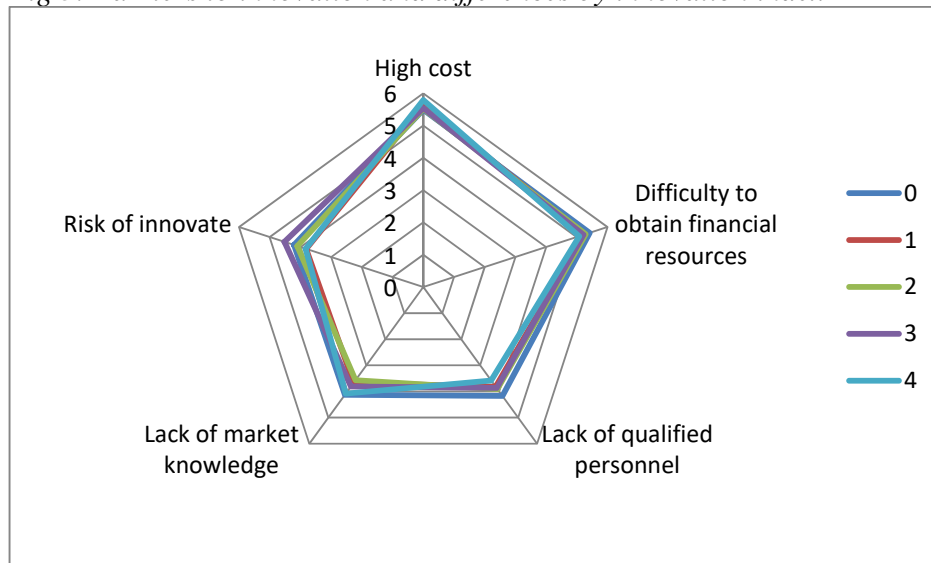 High cost
6
5
4
3
2
1
0
Difficulty to
obtain financial
resources
Lack of qualified
personnel
Lack of market
knowledge
Risk of innovate
0
1
2
3
4